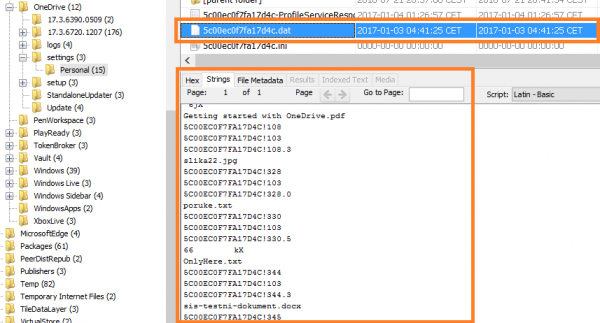 OneDrive (12)
17.3.6390.0509 (3)
17.3.6720.1207 (176)
logs (4)
settings (3)
Personal (15)
setup (3)
StandaloneUpdater (3)
Update (4)
PenWorkspace (3)
PlayReady (3)
TokenBroker (3)
Vault (4)
Windows (39)
Windows Live (3)
Windows Sidebar (4)
WindowsApps (2)
XboxLive (3)
MicrosoftEdge (4)
Packages (61)
PeerDistRepub (2)
Publishers (3)
Temp (82)
Temporary Internet Files (2)
TileDataLayer (3)
VirtualStore (2)
5c00ec0f7fa17d4c-ProfileServiceRespo
2017-01-04 01:26:57 CET
2017-01-04 01:26:57 CET
5c00ec0f7fa17d4c.dat
2017-01-03 04:41:25 CET
2017-01-03 04:41:25 CET
5c00ec0f7fa17d4c.ini
0000-00-00 00:00:00
0000-00-00 00:00:00
Hex Strings File Metadata Results Indexed Text Media
Page: 1 of 1 Page Go to Page: Script: Latin - Basic
Getting started with OneDrive.pdf
5C00EC0F7FA17D4C!108
5C00EC0F7FA17D4C!103
5C00EC0F7FA17D4C!108.3
slika22.jpg
5C00EC0F7FA17D4C!328
5C00EC0F7FA17D4C!103
5C00EC0F7FA17D4C!328.0
poruke.txt
5C00EC0F7FA17D4C!330
5C00EC0F7FA17D4C!103
5C00EC0F7FA17D4C!330.5
66 kX
OnlyHere.txt
5C00EC0F7FA17D4C!344
5C00EC0F7FA17D4C!103
5C00EC0F7FA17D4C!344.3
sis-testni-dokument.docx
5C00EC0F7FA17D4C!345